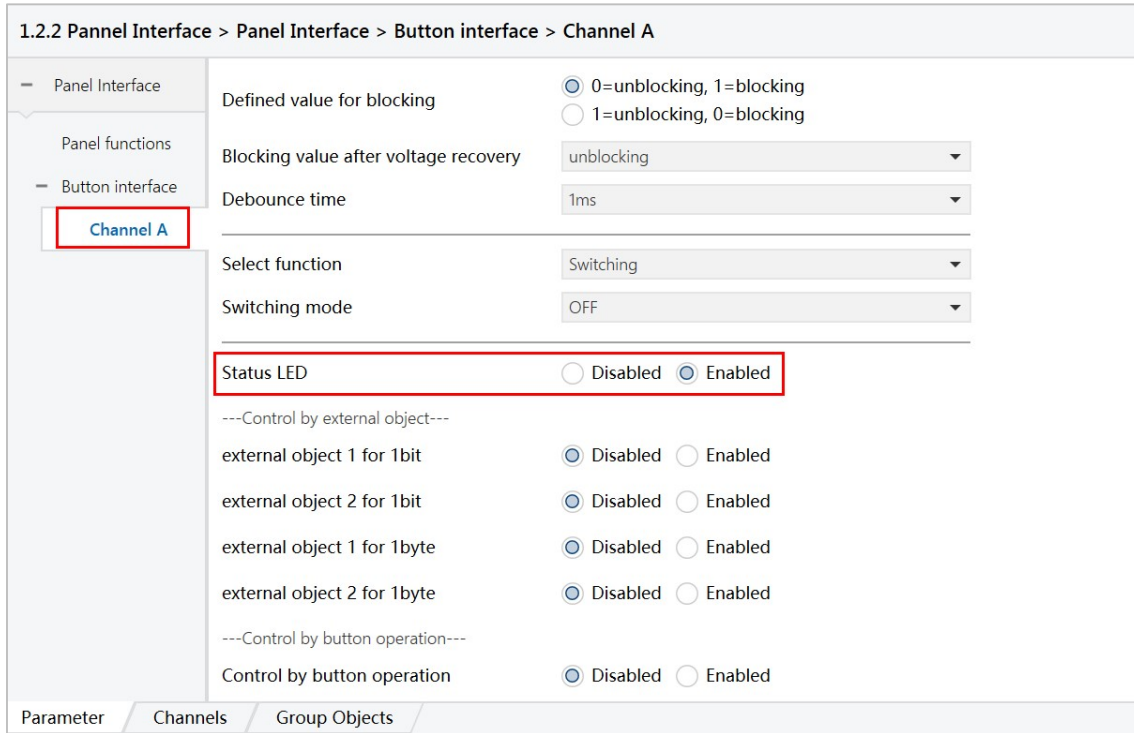 1.2.2 Pannel Interface > Panel Interface > Button interface > Channel A
Panel Interface
Panel functions
Button interface
Channel A
Defined value for blocking
0=unblocking, 1=blocking
1=unblocking, 0=blocking
Blocking value after voltage recovery unblocking
Debounce time 1ms
Select function Switching
Switching mode OFF
Status LED Disabled Enabled
---Control by external object---
external object 1 for 1bit Disabled Enabled
external object 2 for 1bit Disabled Enabled
external object 1 for 1byte Disabled Enabled
external object 2 for 1byte Disabled Enabled
---Control by button operation---
Control by button operation Disabled Enabled
Parameter Channels Group Objects